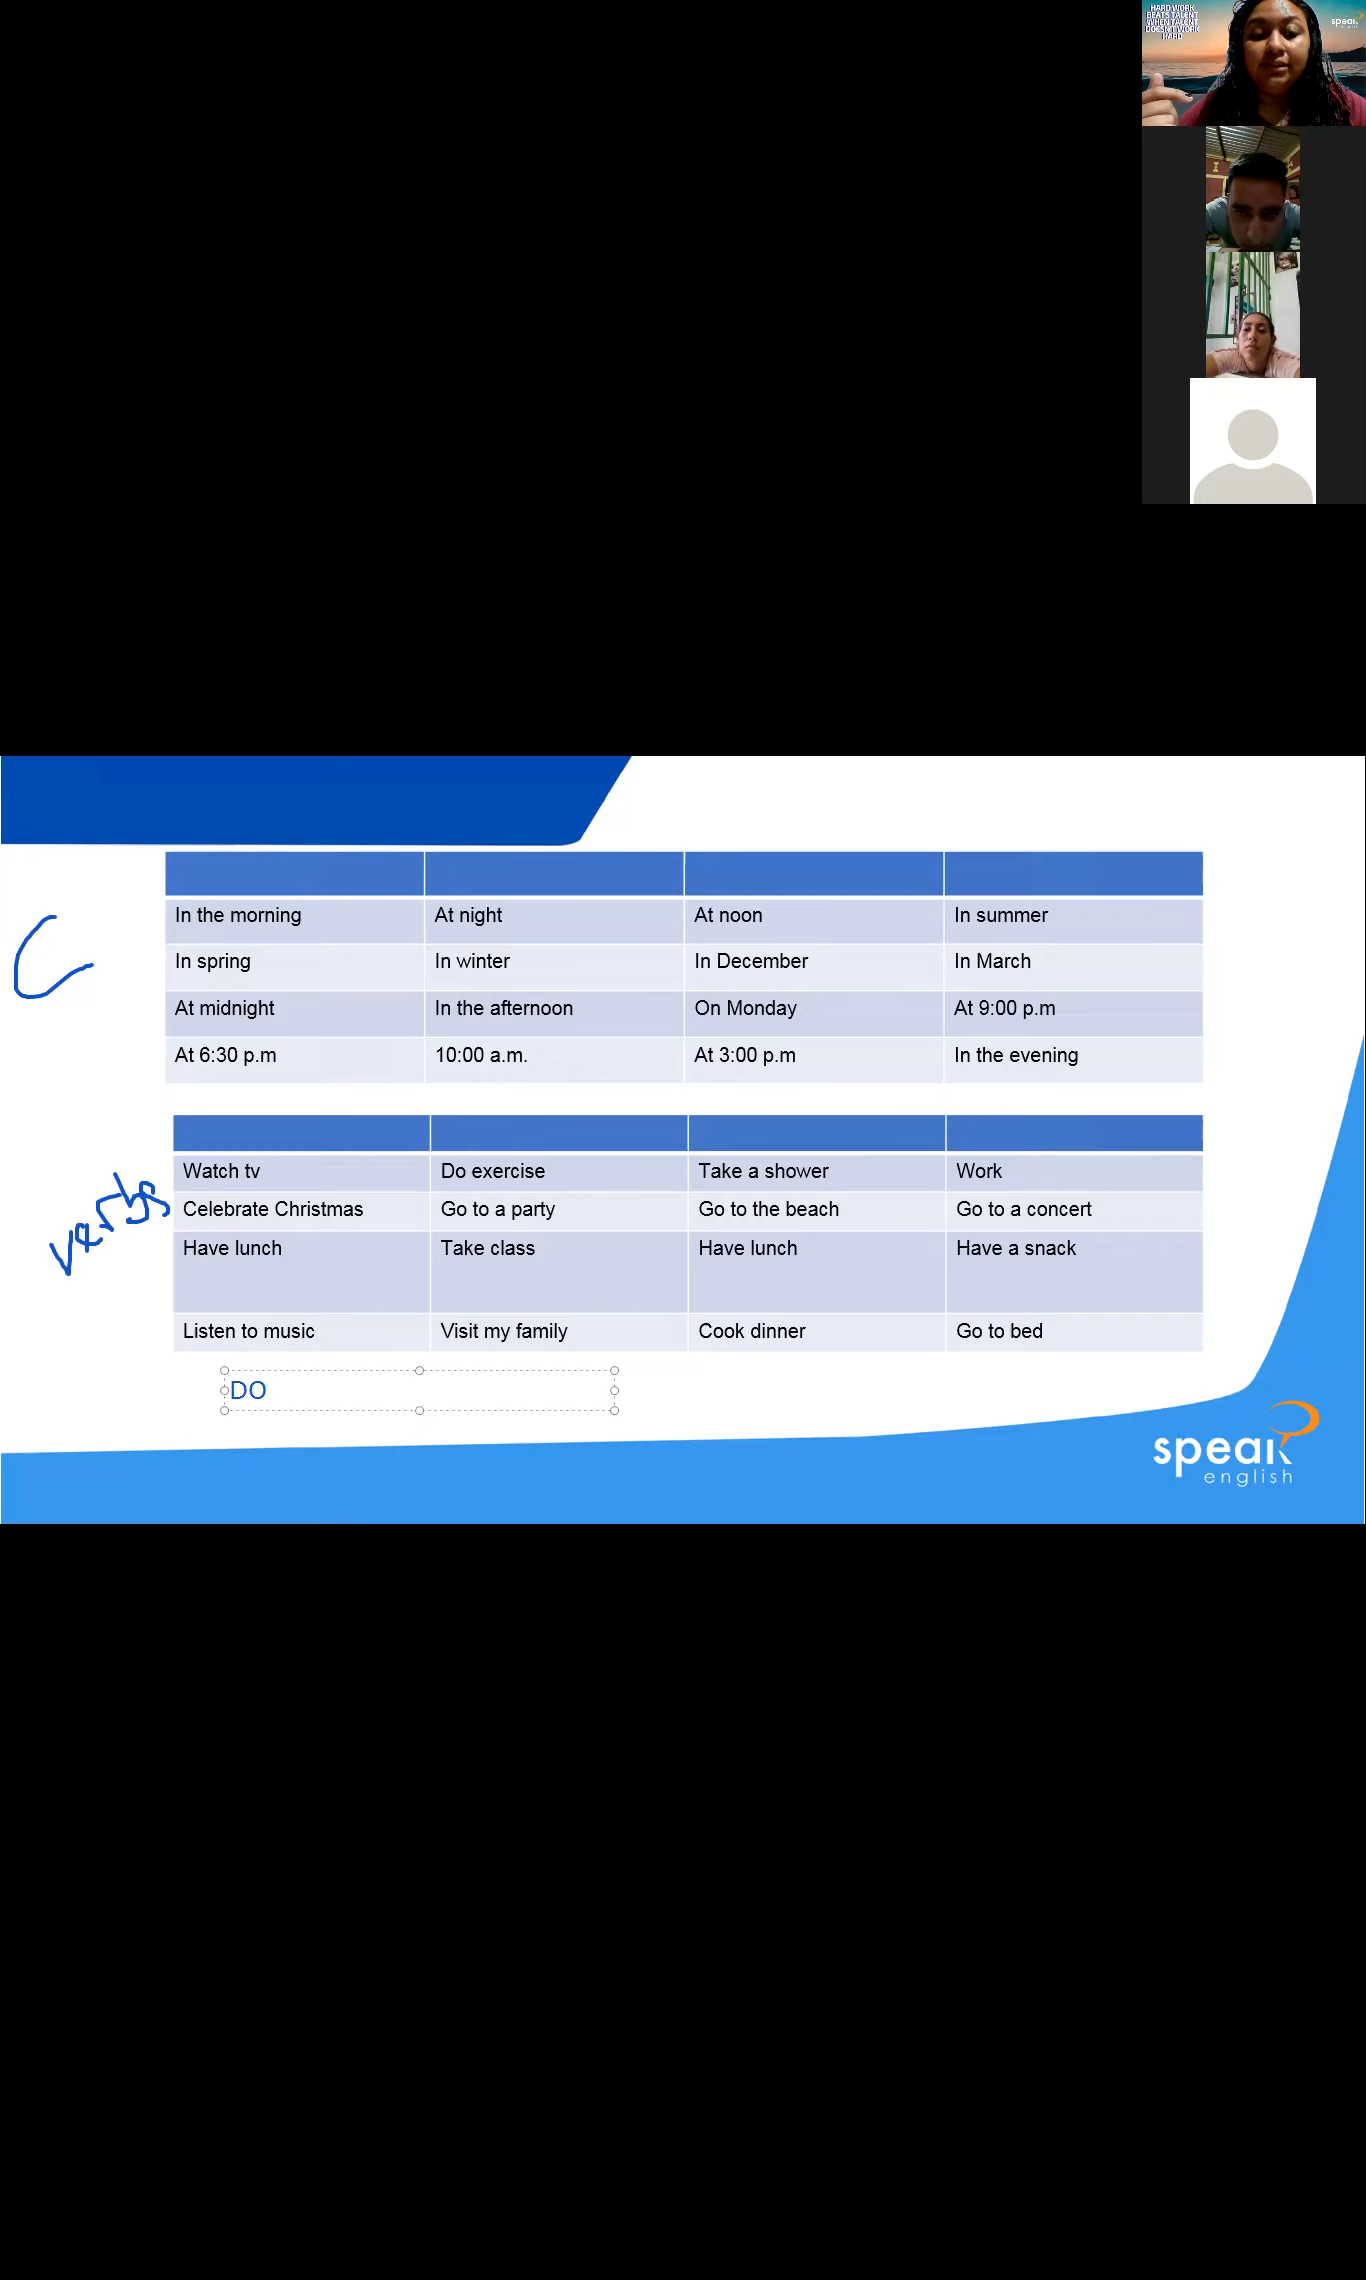 HARDWORK
BEATS TALENT
WHEN TALENT
DOESN'T WORK
HARD
speak
In the morning At night At noon In summer
In spring In winter In December In March
At midnight In the afternoon On Monday At 9:00 p.m
At 6:30 p.m 10:00 a.m. At 3:00 p.m In the evening
C
Watch tv Do exercise Take a shower Work
Celebrate Christmas Go to a party Go to the beach Go to a concert
Have lunch Take class Have lunch Have a snack
Listen to music Visit my family Cook dinner Go to bed
verbs
DO
speak
english